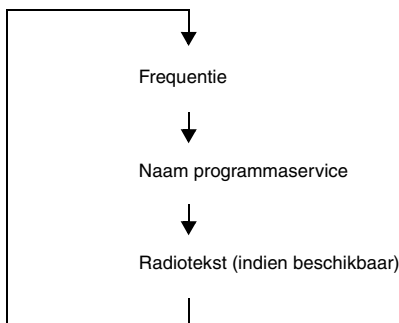 Frequentie
Naam programmaservice
Radiotekst (indien beschikbaar)